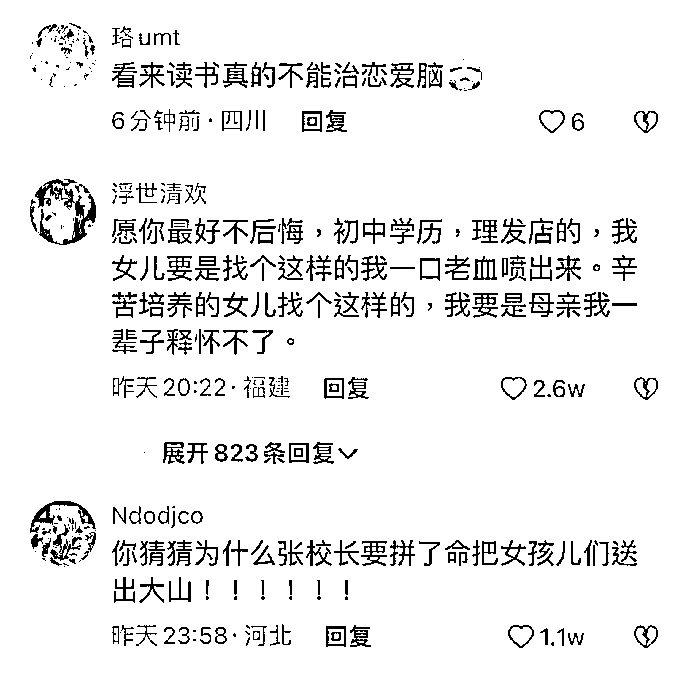 珞umt
看来读书真的不能治恋爱脑
6分钟前·四川 回复 6
浮世清欢
愿你最好不后悔，初中学历，理发店的，我
女儿要是找个这样的我一口老血喷出来。辛
苦培养的女儿找个这样的，我要是母亲我一
辈子释怀不了。
昨天20:22·福建 回复 2.6w
展开823条回复
Ndodjco
你猜猜为什么张校长要拼了命把女孩儿们送
出大山！！！！！！
昨天23:58·河北 回复 1.1w